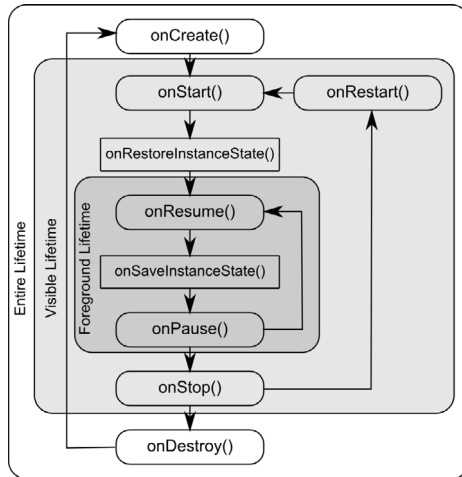 onCreate()
onStart()
onRestart()
onRestoreInstanceState()
onResume()
onSaveInstanceState()
onPause()
onStop()
onDestroy()
Entire Lifetime
Visible Lifetime
Foreground Lifetime